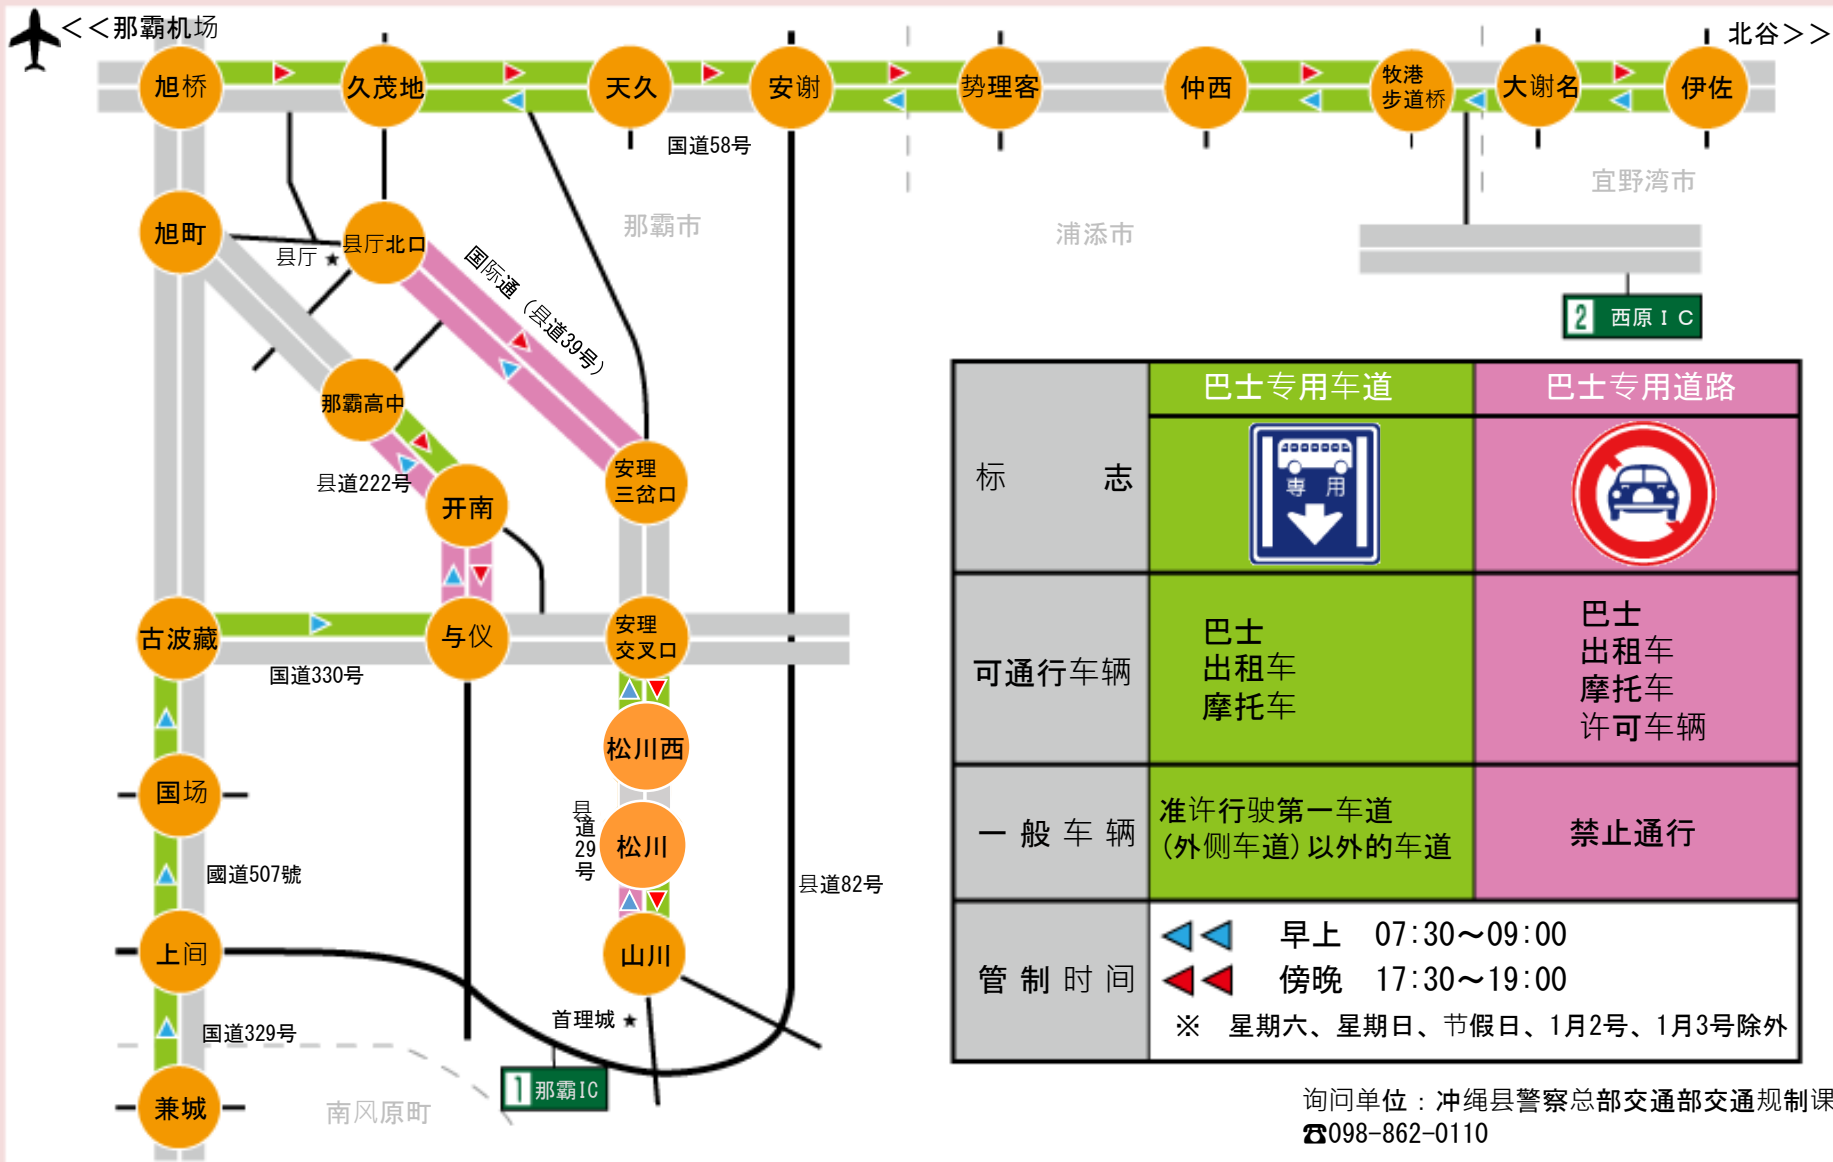 <<那霸机场
北谷>>
旭桥
久茂地
天久
安谢
势理客
仲西
牧港
步道桥
大谢名
伊佐
国道58号
宜野湾市
那霸市
浦添市
旭町
县厅北口
县厅 ★
国际通（县道39号）
2 西原IC
那霸高中
县道222号
开南
安理
三岔口
古波藏
与仪
安理
交叉口
国道330号
松川西
国场
县道29号
松川
國道507號
县道82号
上间
山川
首理城 ★
国道329号
1 那霸IC
兼城
南风原町
巴士专用车道
巴士专用道路
标 志
専 用
可通行车辆
巴士
出租车
摩托车
巴士
出租车
摩托车
许可车辆
一般车辆
准许行驶第一车道
(外侧车道)以外的车道
禁止通行
管制时间
早上 07:30～09:00
傍晚 17:30～19:00
※ 星期六、星期日、节假日、1月2号、1月3号除外
询问单位：冲绳县警察总部交通部交通规制课
☎098-862-0110